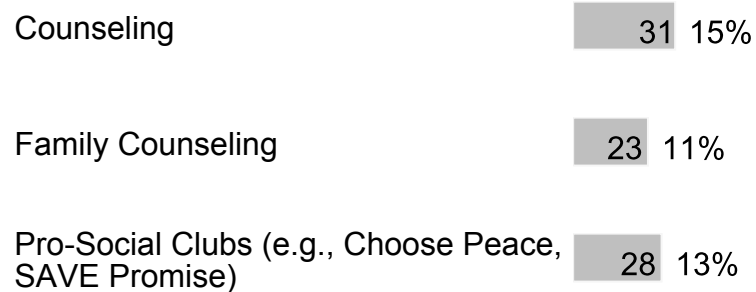 Counseling 31 15%
Family Counseling 23 11%
Pro-Social Clubs (e.g., Choose Peace,
SAVE Promise) 28 13%